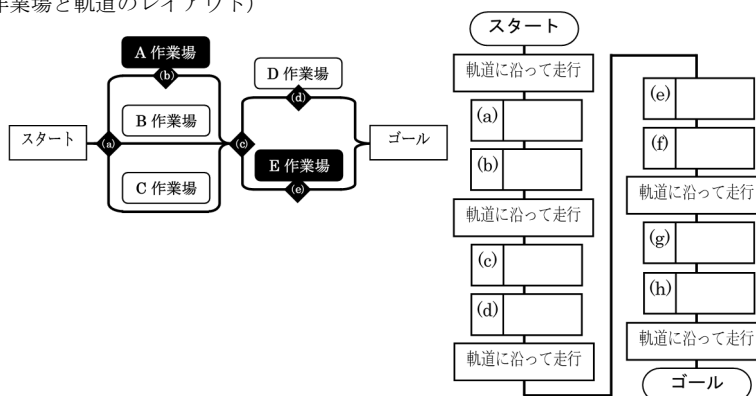 作業場と軌道のレイアウト)
A 作業場
(b)
D 作業場
(d)
B 作業場
スタート
(a)
(c)
ゴール
E 作業場
(e)
C 作業場
スタート
軌道に沿って走行
(a)
(b)
軌道に沿って走行
(c)
(d)
軌道に沿って走行
(e)
(f)
軌道に沿って走行
(g)
(h)
軌道に沿って走行
ゴール